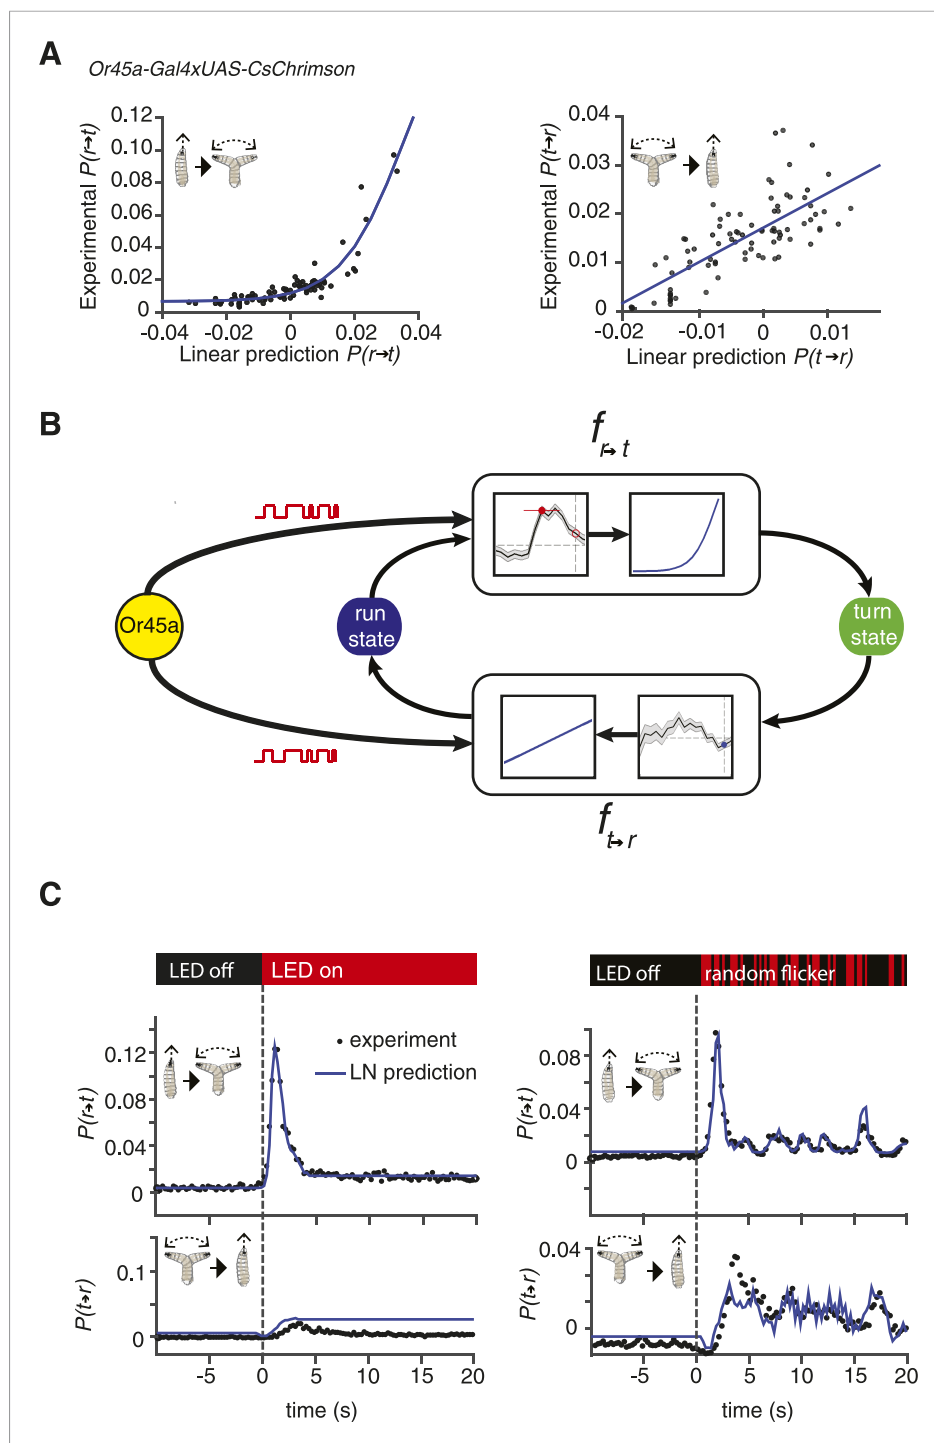 A
Or45a-Gal4xUAS-CsChrimson
Experimental P(r→t)
0.12
0.10
0.08
0.06
0.04
0.02
0
-0.04 -0.02 0 0.02 0.04
Linear prediction P(r→t)
Experimental P(t→r)
0.04
0.03
0.02
0.01
0
-0.02 -0.01 0 0.01
Linear prediction P(t→r)
B
f r→t
Or45a
run state
turn state
f t→r
C
LED off LED on
P(r→t)
0.12
0.08
0.04
0
experiment
LN prediction
P(t→r)
0.1
0
-5 0 5 10 15 20
time (s)
LED off random flicker
P(r→t)
0.08
0.04
0
P(t→r)
0.04
0
-5 0 5 10 15 20
time (s)